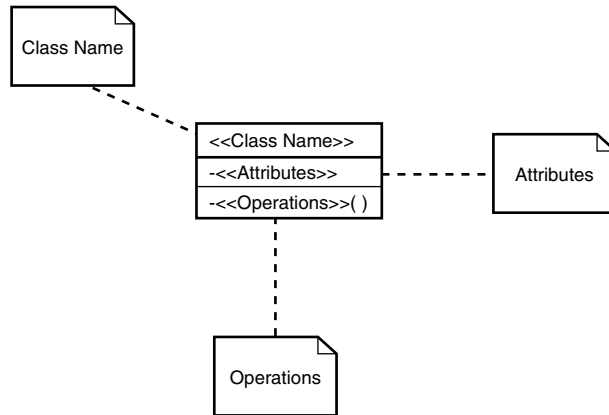 Class Name
<<Class Name>>
-<<Attributes>>
-<<Operations>>( )
Attributes
Operations